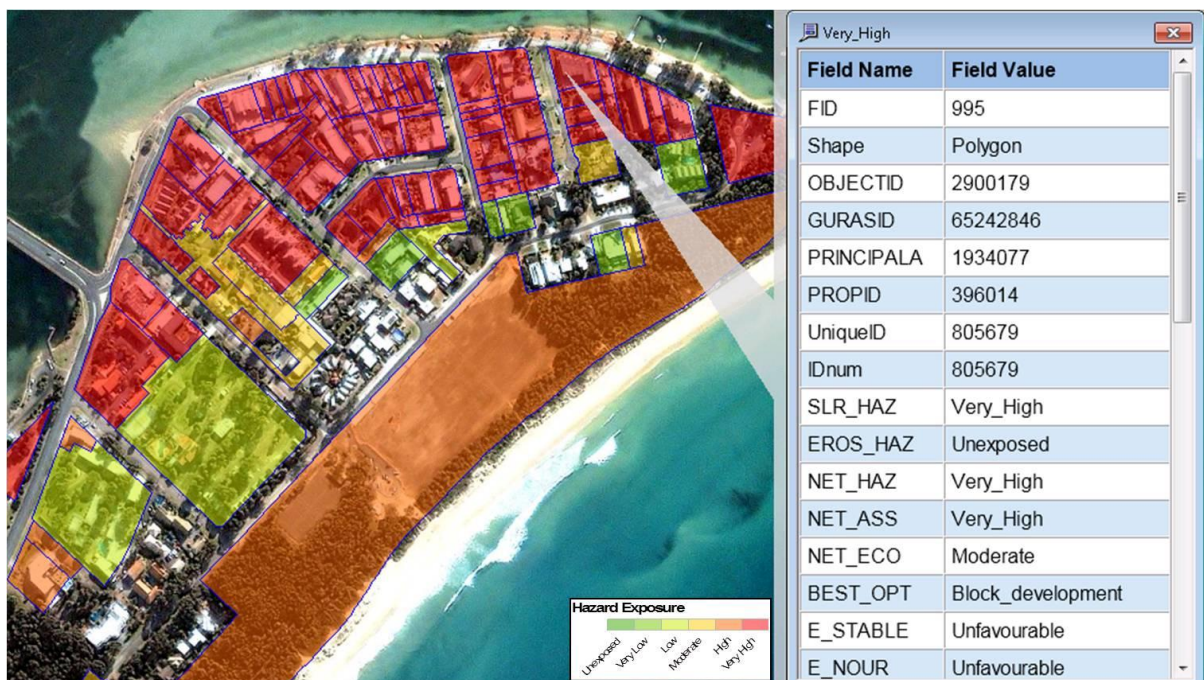 Very_High
Field Name Field Value
FID 995
Shape Polygon
OBJECTID 2900179
GURASID 65242846
PRINCIPALA 1934077
PROPID 396014
UniqueID 805679
IDnum 805679
SLR_HAZ Very_High
EROS_HAZ Unexposed
NET_HAZ Very_High
NET_ASS Very_High
NET_ECO Moderate
BEST_OPT Block_development
E_STABLE Unfavourable
E_NOUR Unfavourable
Hazard Exposure
Unexposed
Very Low
Low
Moderate
High
Very High